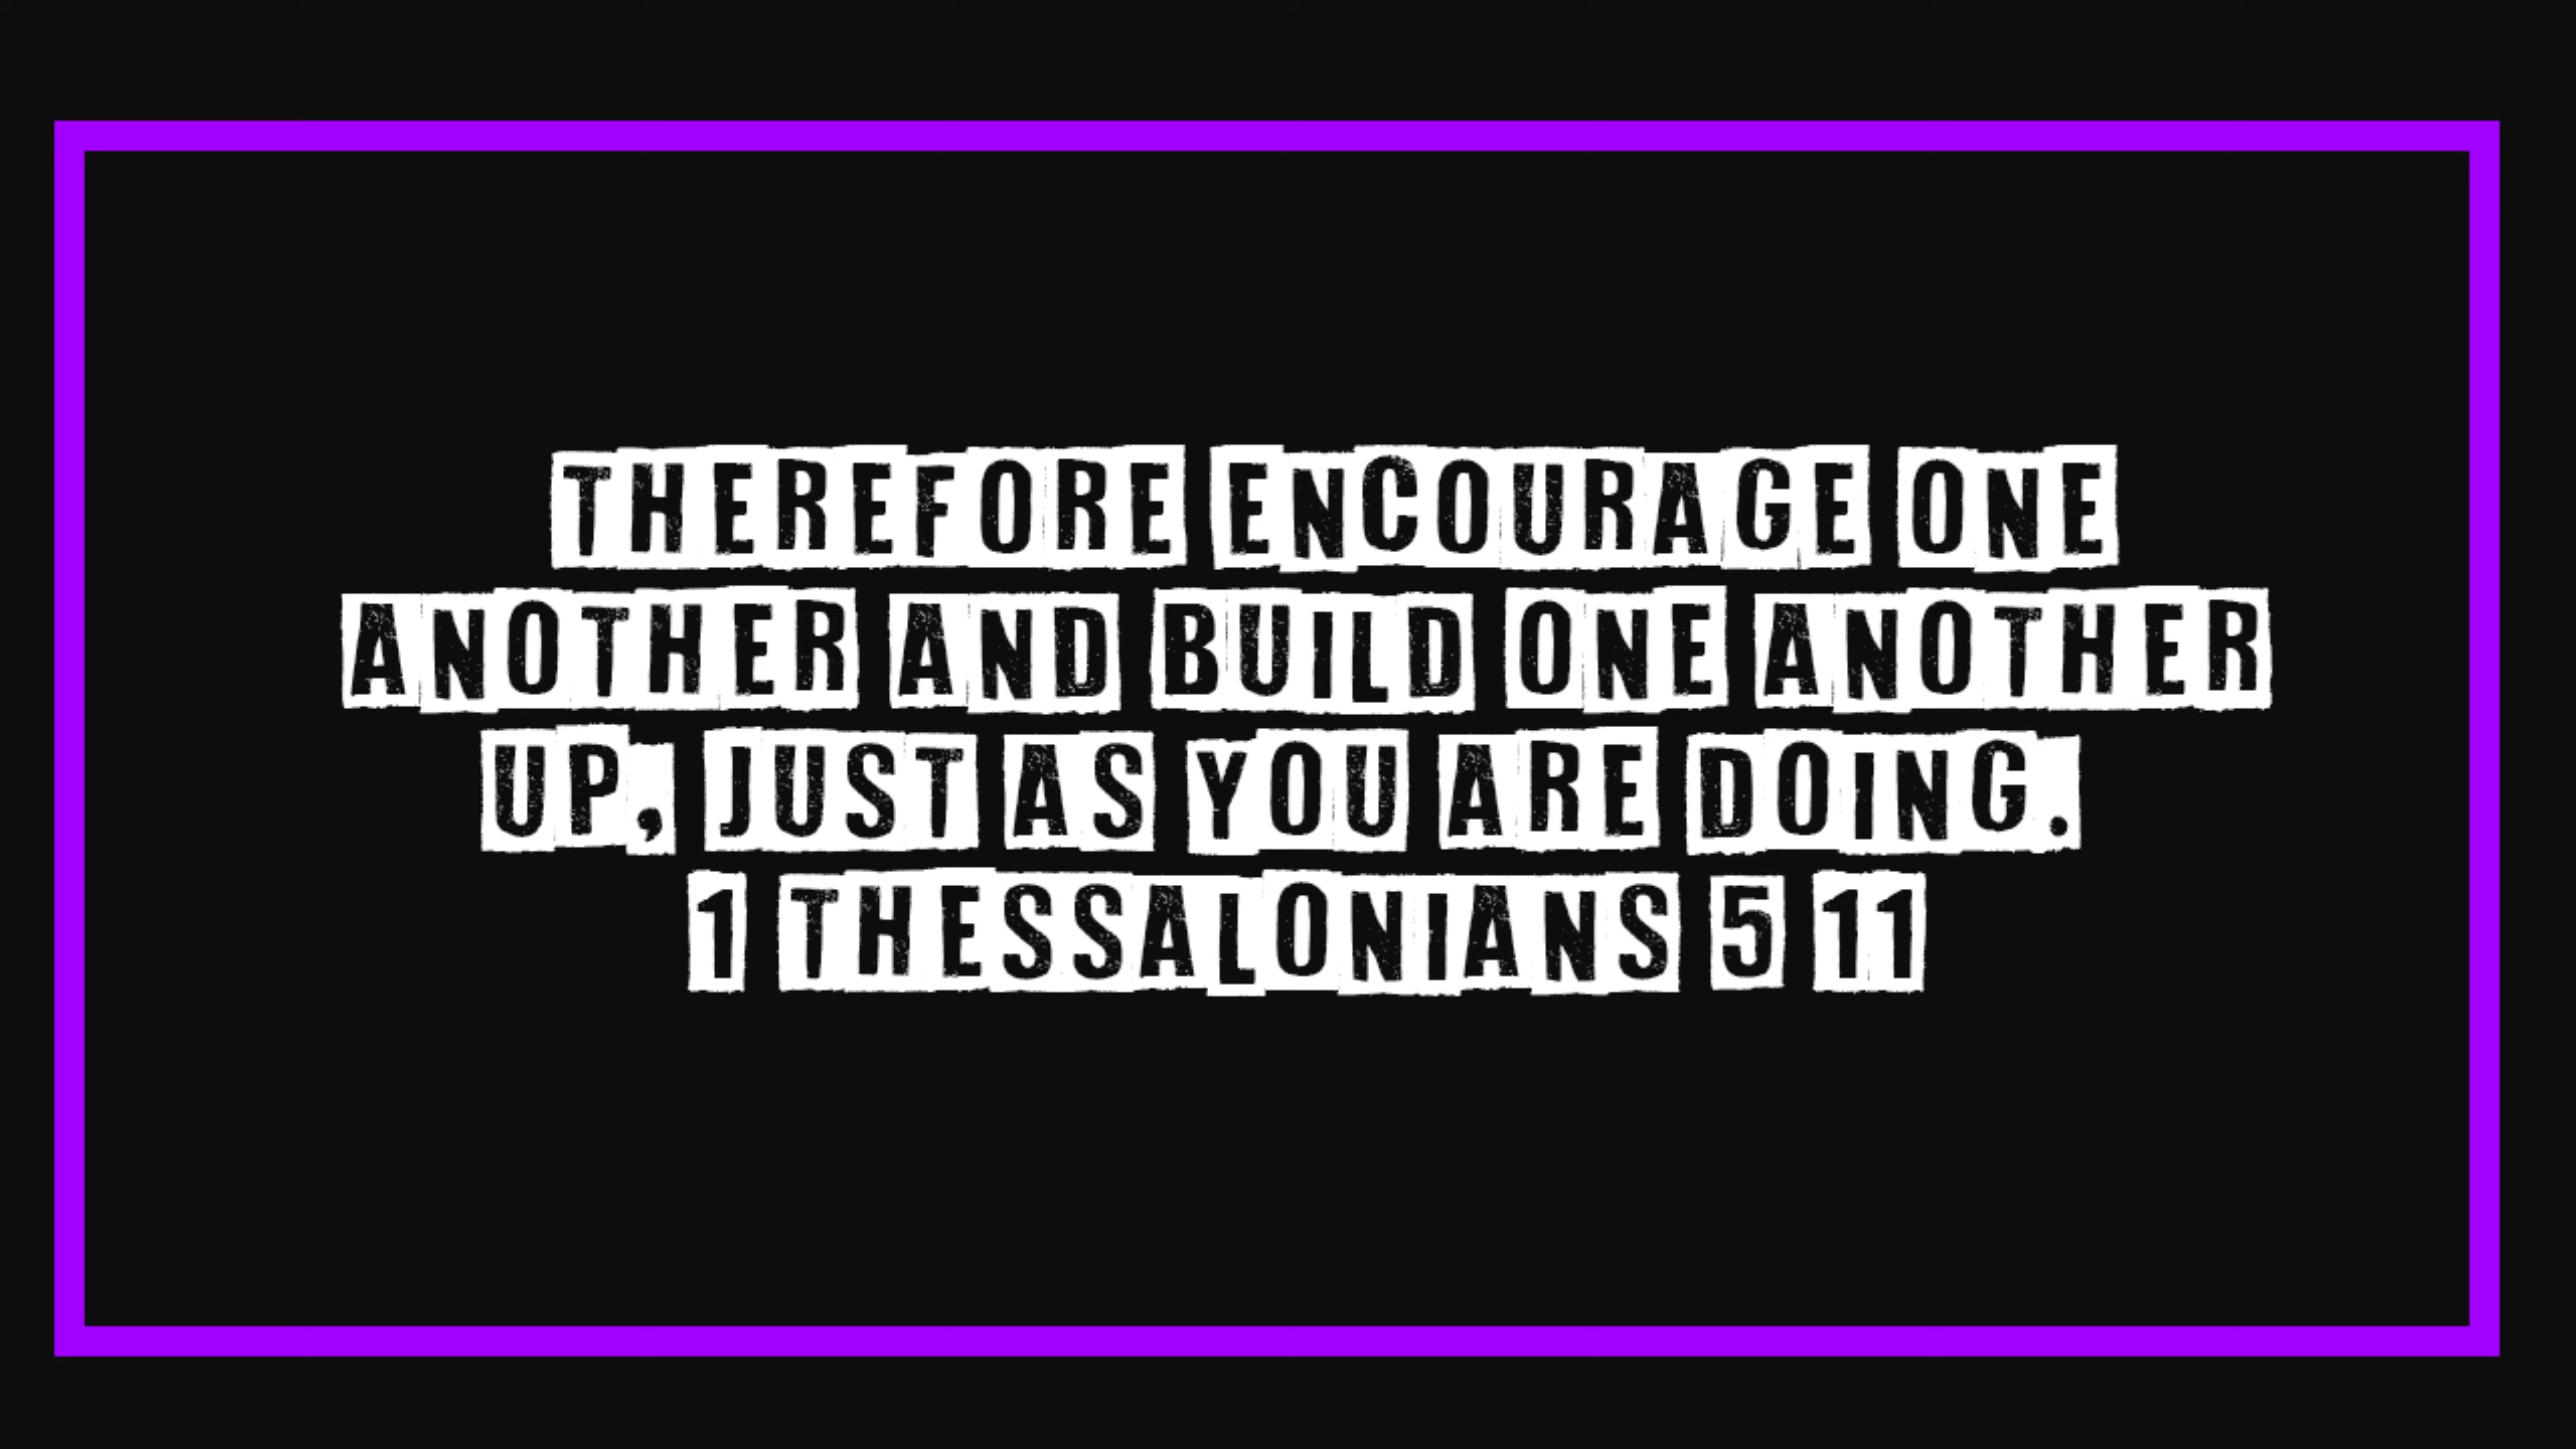 THEREFORE ENCOURAGE ONE
ANOTHER AND BUILD ONE ANOTHER
UP, JUST AS YOU ARE DOING.
1 THESSALONIANS 5 11